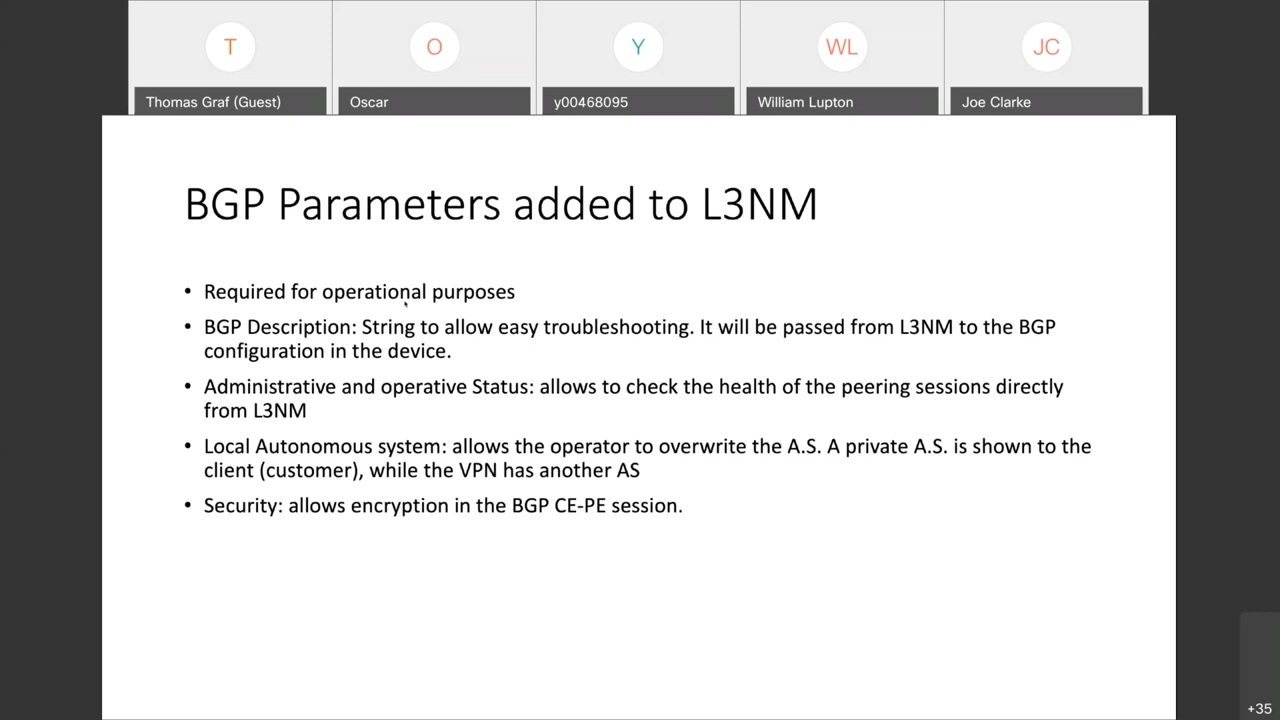 T
O
Y
WL
JC
Thomas Graf (Guest)
Oscar
y00468095
William Lupton
Joe Clarke
BGP Parameters added to L3NM
• Required for operational purposes
• BGP Description: String to allow easy troubleshooting. It will be passed from L3NM to the BGP
configuration in the device.
• Administrative and operative Status: allows to check the health of the peering sessions directly
from L3NM
• Local Autonomous system: allows the operator to overwrite the A.S. A private A.S. is shown to the
client (customer), while the VPN has another AS
• Security: allows encryption in the BGP CE-PE session.
+35